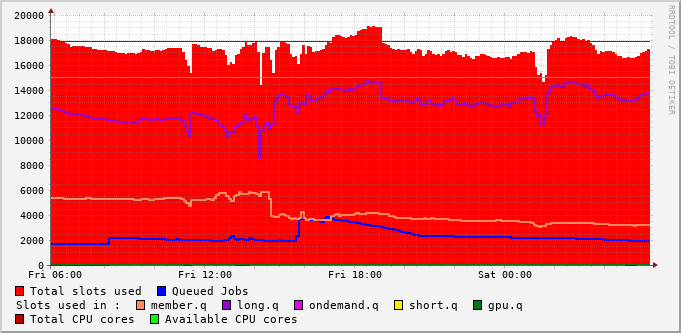 20000
18000
16000
14000
12000
10000
8000
6000
4000
2000
0
Fri 06:00 Fri 12:00 Fri 18:00 Sat 00:00
Total slots used Queued Jobs
Slots used in : member.q long.q ondemand.q short.q gpu.q
Total CPU cores Available CPU cores
RRDTOOL / TOBI OETIKER